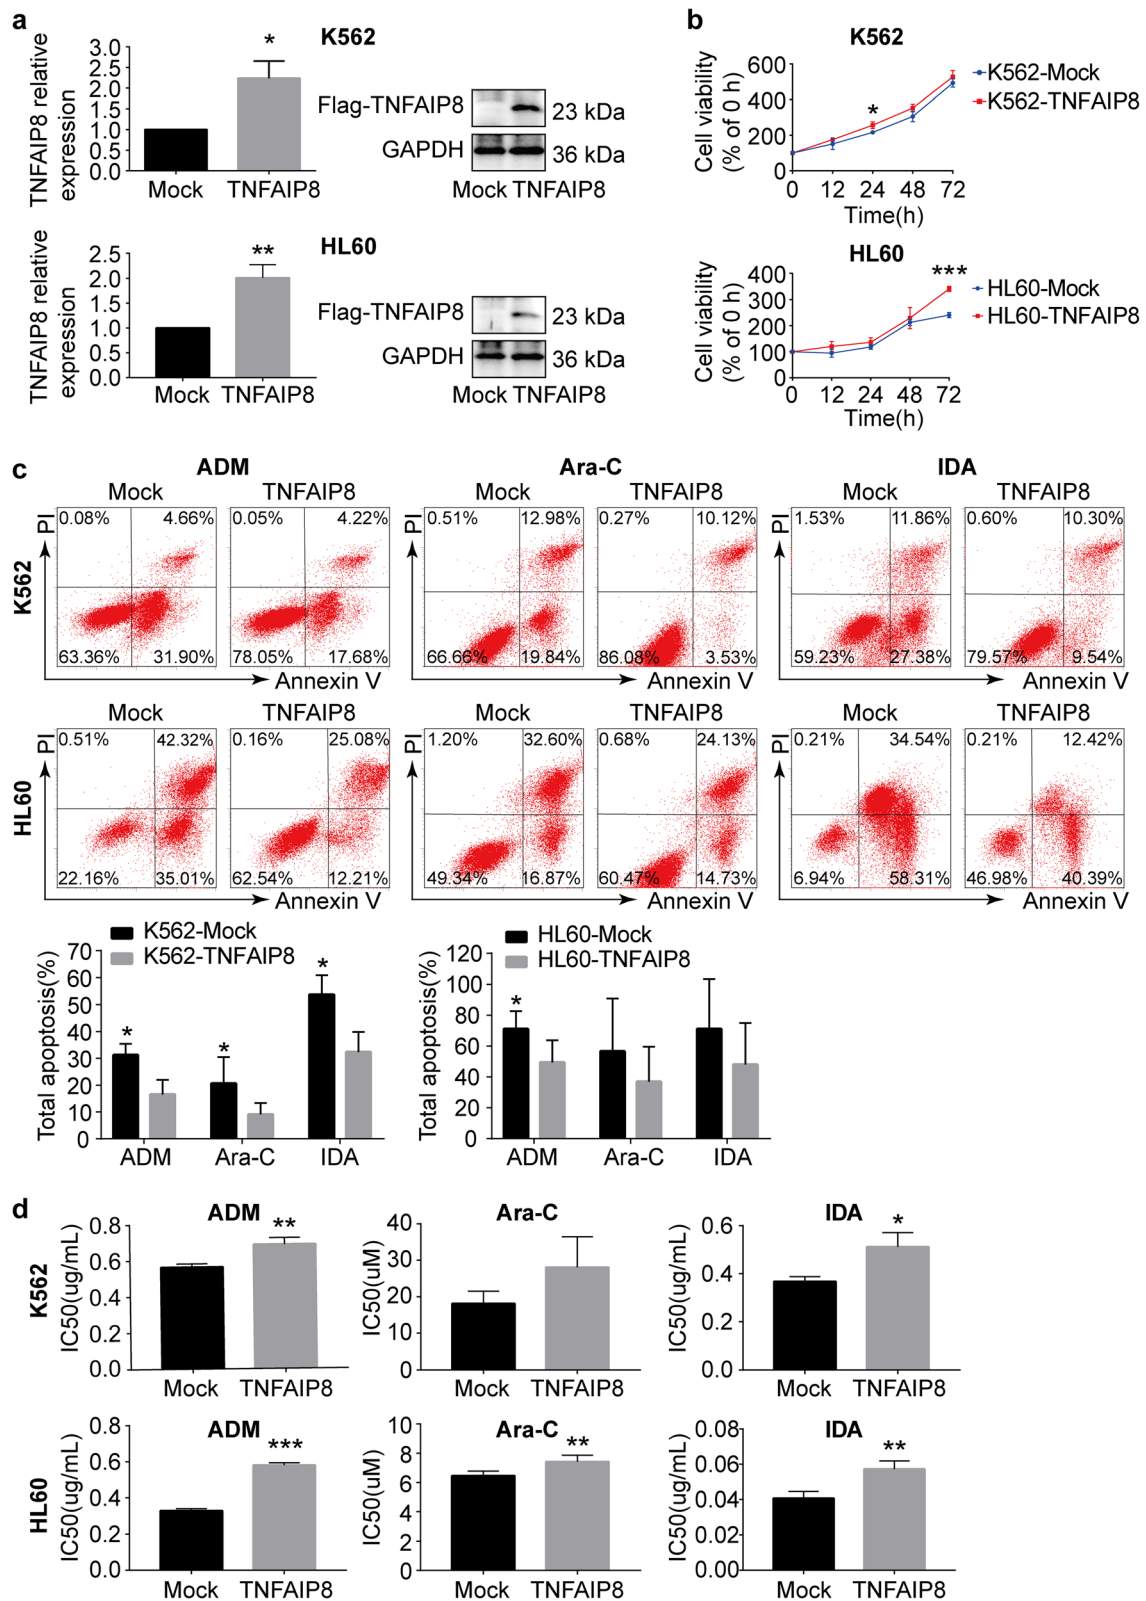 a
K562
TNFAIP8 relative
expression
3.0
2.5
2.0
1.5
1.0
0.5
0.0
*
Mock TNFAIP8
Flag-TNFAIP8 23 kDa
GAPDH 36 kDa
Mock TNFAIP8
HL60
TNFAIP8 relative
expression
2.5
2.0
1.5
1.0
0.5
0.0
**
Mock TNFAIP8
Flag-TNFAIP8 23 kDa
GAPDH 36 kDa
Mock TNFAIP8
b
K562
Cell viability
(% of 0 h)
600
400
200
0
*
0 12 24 48 72
Time(h)
K562-Mock
K562-TNFAIP8
HL60
Cell viability
(% of 0 h)
400
300
200
100
0
***
0 12 24 48 72
Time(h)
HL60-Mock
HL60-TNFAIP8
c
ADM Ara-C IDA
Mock TNFAIP8 Mock TNFAIP8 Mock TNFAIP8
K562
PI PI PI
0.08% 4.66% 0.05% 4.22% 0.51% 12.98% 0.27% 10.12% 1.53% 11.86% 0.60% 10.30%
63.36% 31.90% 78.05% 17.68% 66.66% 19.84% 86.08% 3.53% 59.23% 27.38% 79.57% 9.54%
Annexin V Annexin V Annexin V
Mock TNFAIP8 Mock TNFAIP8 Mock TNFAIP8
HL60
PI PI PI
0.51% 42.32% 0.16% 25.08% 1.20% 32.60% 0.68% 24.13% 0.21% 34.54% 0.21% 12.42%
22.16% 35.01% 62.54% 12.21% 49.34% 16.87% 60.47% 14.73% 6.94% 58.31% 46.98% 40.39%
Annexin V Annexin V Annexin V
K562-Mock
K562-TNFAIP8
Total apoptosis(%)
70
60
50
40
30
20
10
0
* * *
ADM Ara-C IDA
HL60-Mock
HL60-TNFAIP8
Total apoptosis(%)
120
100
80
60
40
20
0
*
ADM Ara-C IDA
d
K562
ADM
IC50(ug/mL)
0.8
0.6
0.4
0.2
0.0
**
Mock TNFAIP8
Ara-C
IC50(uM)
40
30
20
10
0
Mock TNFAIP8
IDA
IC50(ug/mL)
0.6
0.4
0.2
0.0
*
Mock TNFAIP8
HL60
ADM
IC50(ug/mL)
0.8
0.6
0.4
0.2
0.0
***
Mock TNFAIP8
Ara-C
IC50(uM)
10
8
6
4
2
0
**
Mock TNFAIP8
IDA
IC50(ug/mL)
0.08
0.06
0.04
0.02
0.00
**
Mock TNFAIP8